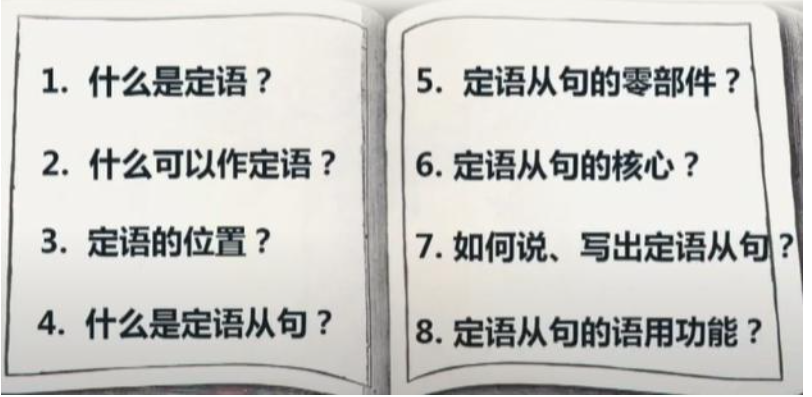 1. 什么是定语？
2. 什么可以作定语？
3. 定语的位置？
4. 什么是定语从句？
5. 定语从句的零部件？
6. 定语从句的核心？
7. 如何说、写出定语从句？
8. 定语从句的语用功能？